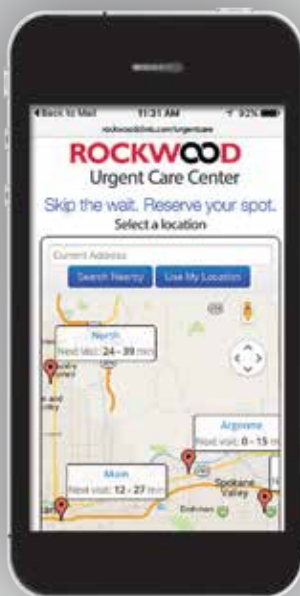 Back to Mail 11:21 AM 92%
rockwoodclinic.com/urgentcare
ROCKWOOD
Urgent Care Center
Skip the wait. Reserve your spot.
Select a location
Current Address
Search Nearby Use My Location
North
Next Visit: 24 - 39 min
Argonne
Next visit: 0 - 15 m
Main
Next visit: 12 - 27 min
Spokane
Valley
Dishman